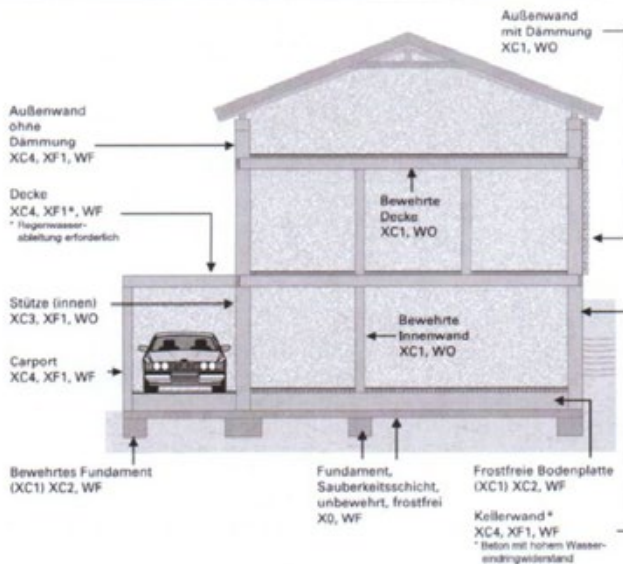 Außenwand
mit Dämmung
XC1, WO
Außenwand
ohne
Dämmung
XC4, XF1, WF
Decke
XC4, XF1*, WF
* Regenwasser-
ableitung erforderlich
Bewehrte
Decke
XC1, WO
Stütze (innen)
XC3, XF1, WO
Bewehrte
Innenwand
XC1, WO
Carport
XC4, XF1, WF
Bewehrtes Fundament
(XC1) XC2, WF
Fundament,
Sauberkeitsschicht,
unbewehrt, frostfrei
X0, WF
Frostfreie Bodenplatte
(XC1) XC2, WF
Kellerwand*
XC4, XF1, WF
* Beton mit hohem Wasser-
eindringwiderstand